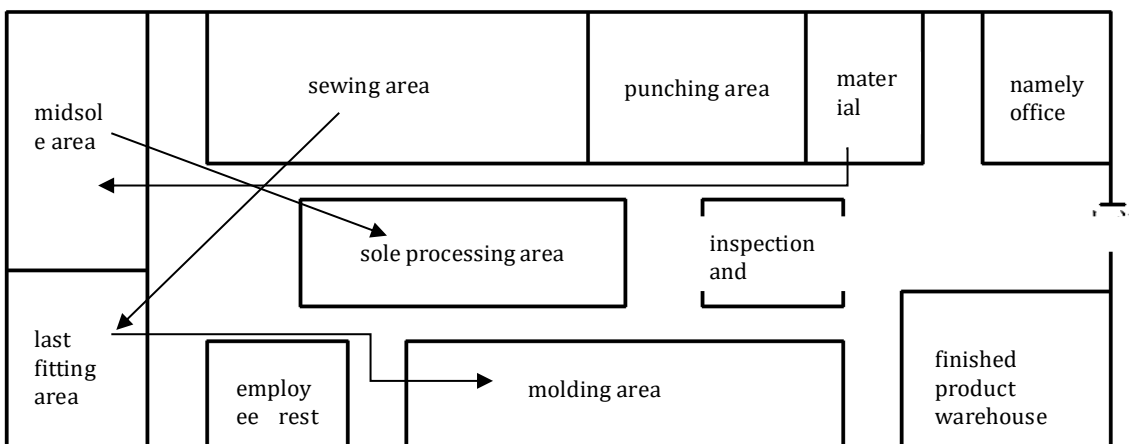 midsol
e area
sewing area
punching area
mater
ial
namely
office
sole processing area
inspection
and
last
fitting
area
employ
ee rest
molding area
finished
product
warehouse